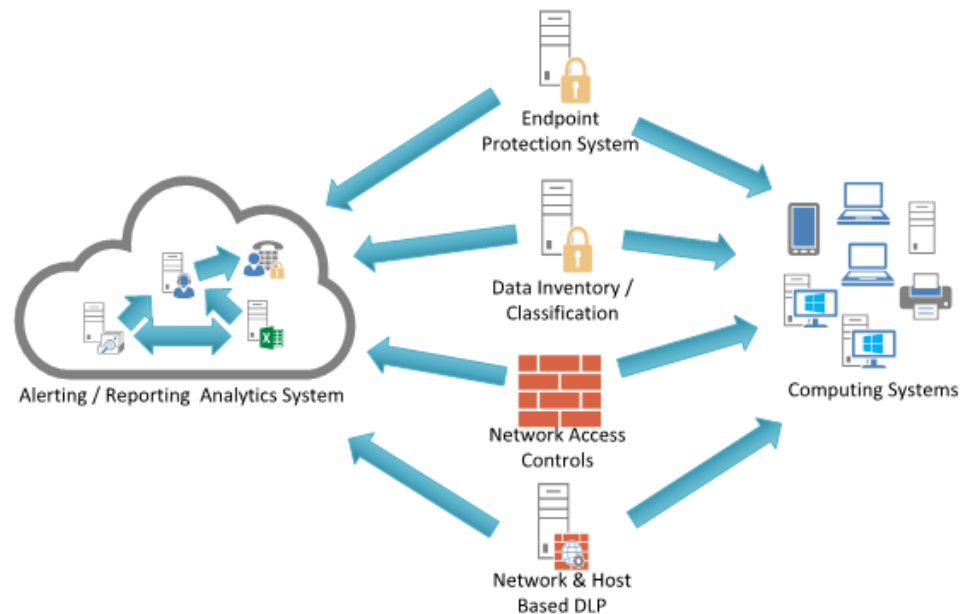 Endpoint
Protection System
Data Inventory /
Classification
Alerting / Reporting Analytics System
Computing Systems
Network Access
Controls
Network & Host
Based DLP